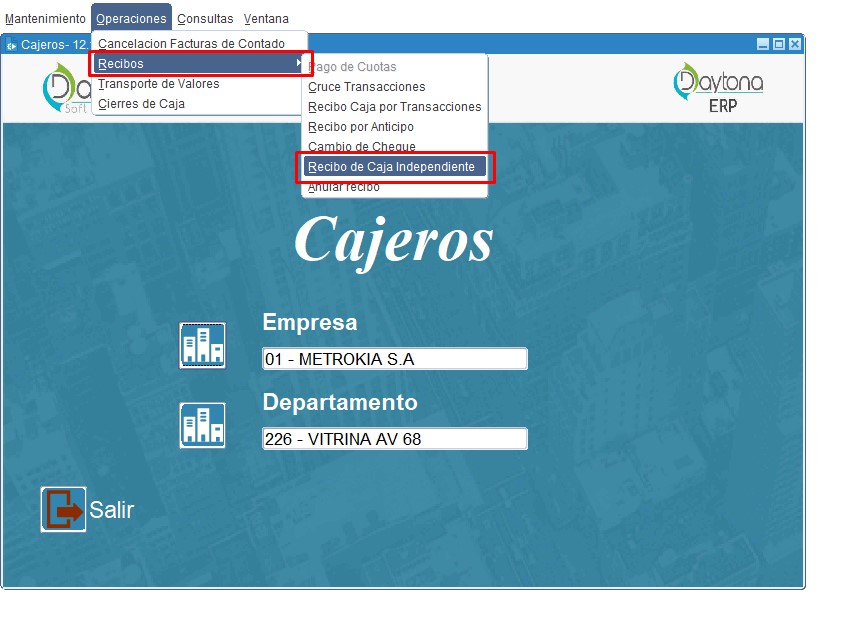 Mantenimiento Operaciones Consultas Ventana
Cajeros- 12.
Cancelacion Facturas de Contado
Recibos
Transporte de Valores
Cierres de Caja
Pago de Cuotas
Cruce Transacciones
Recibo Caja por Transacciones
Recibo por Anticipo
Cambio de Cheque
Recibo de Caja Independiente
Anular recibo
Da
Soft
Daytona
ERP
Cajeros
Empresa
01 - METROKIA S.A
Departamento
226 - VITRINA AV 68
Salir